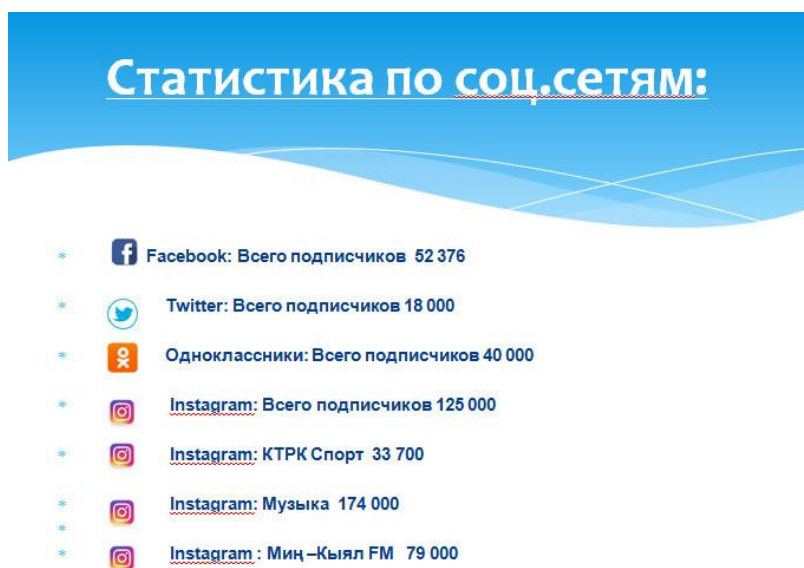 Статистика по соц.сетям:
Facebook: Всего подписчиков 52 376
Twitter: Всего подписчиков 18 000
Одноклассники: Всего подписчиков 40 000
Instagram: Всего подписчиков 125 000
Instagram: КТРК Спорт 33 700
Instagram: Музыка 174 000
Instagram : Миң –Кыял FM 79 000